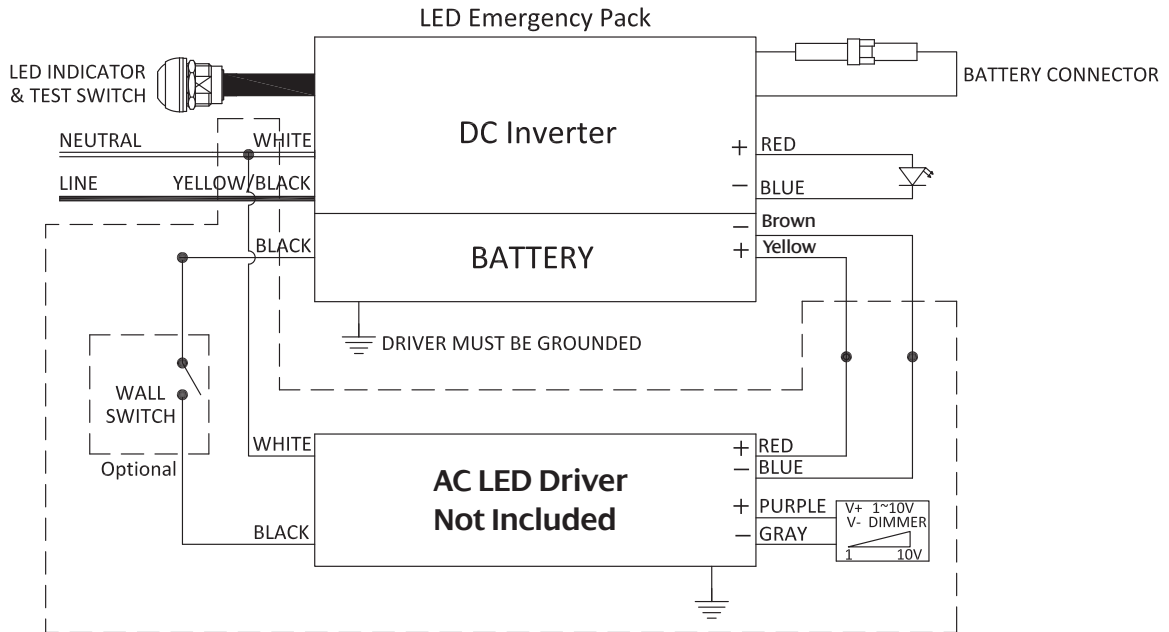 LED Emergency Pack
LED INDICATOR
& TEST SWITCH
BATTERY CONNECTOR
DC Inverter
NEUTRAL
WHITE
LINE
YELLOW/BLACK
+ RED
− BLUE
− Brown
+ Yellow
BLACK
BATTERY
DRIVER MUST BE GROUNDED
WALL
SWITCH
Optional
WHITE
BLACK
AC LED Driver
Not Included
+ RED
− BLUE
+ PURPLE
− GRAY
V+ 1~10V
V- DIMMER
1 10V